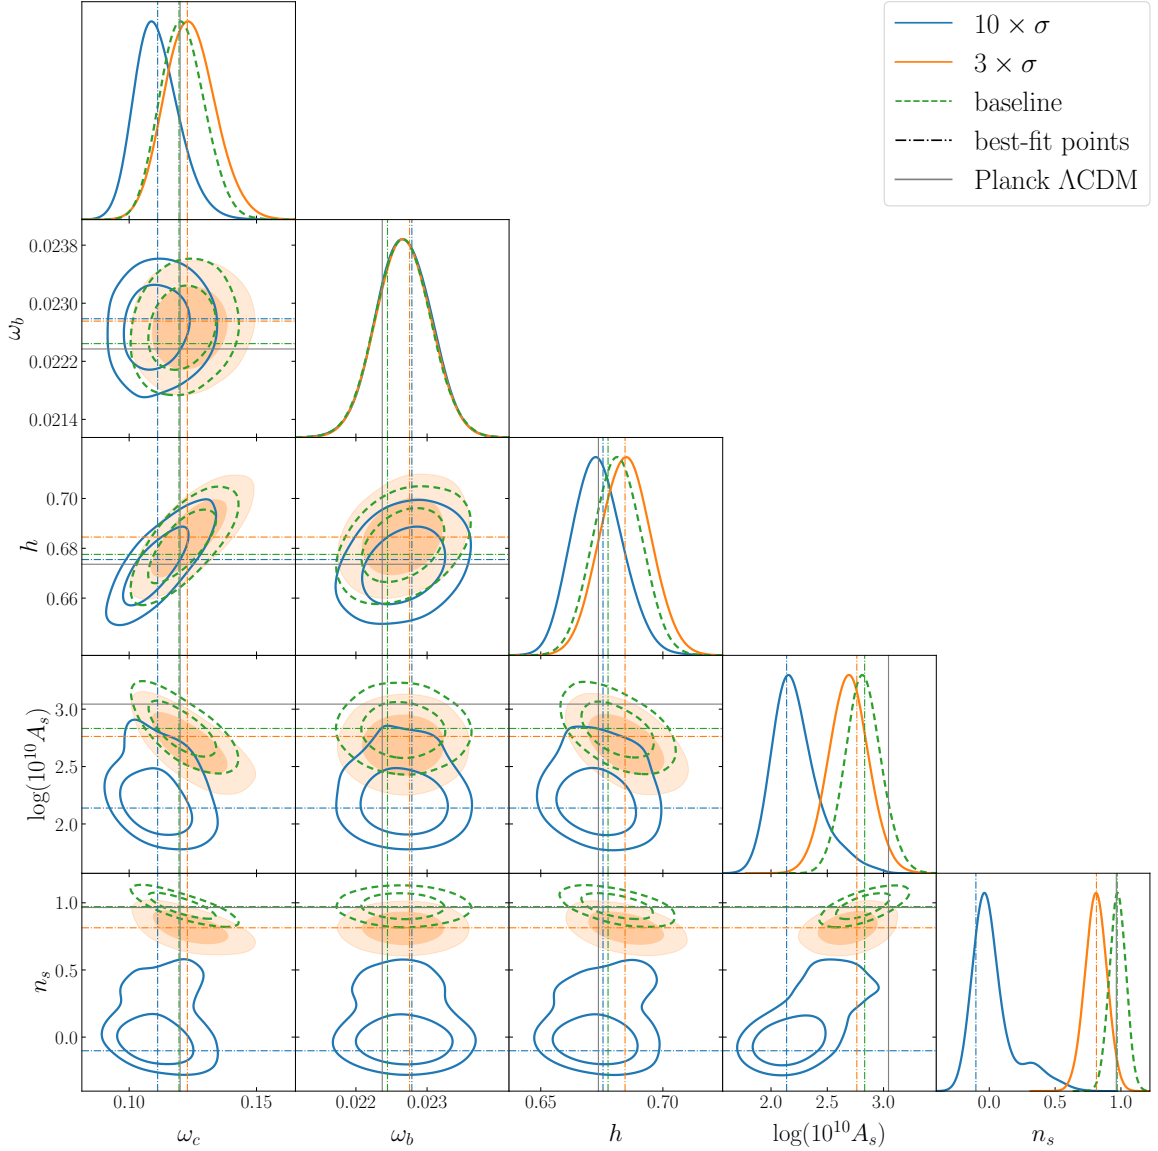 10 × σ
3 × σ
baseline
best-fit points
Planck ΛCDM
0.0238
0.0230
0.0222
0.0214
ω_b
0.70
0.68
0.66
h
3.0
2.5
2.0
log(10^{10} A_s)
1.0
0.5
0.0
n_s
0.10 0.15 0.022 0.023 0.65 0.70 2.0 2.5 3.0 0.0 0.5 1.0
ω_c ω_b h log(10^{10} A_s) n_s